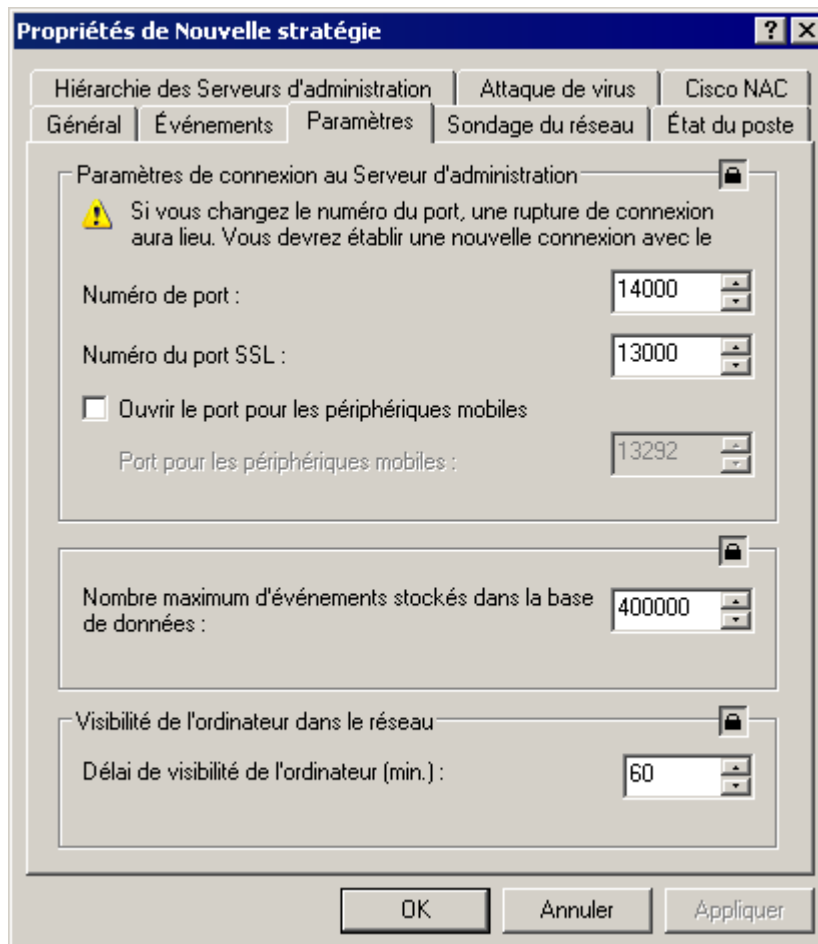 Propriétés de Nouvelle stratégie
Hiérarchie des Serveurs d'administration Attaque de virus Cisco NAC
Général Événements Paramètres Sondage du réseau État du poste
Paramètres de connexion au Serveur d'administration
Si vous changez le numéro du port, une rupture de connexion
aura lieu. Vous devrez établir une nouvelle connexion avec le
Numéro de port : 14000
Numéro du port SSL : 13000
Ouvrir le port pour les périphériques mobiles
Port pour les périphériques mobiles : 13292
Nombre maximum d'événements stockés dans la base
de données : 400000
Visibilité de l'ordinateur dans le réseau
Délai de visibilité de l'ordinateur (min.) : 60
OK Annuler Appliquer